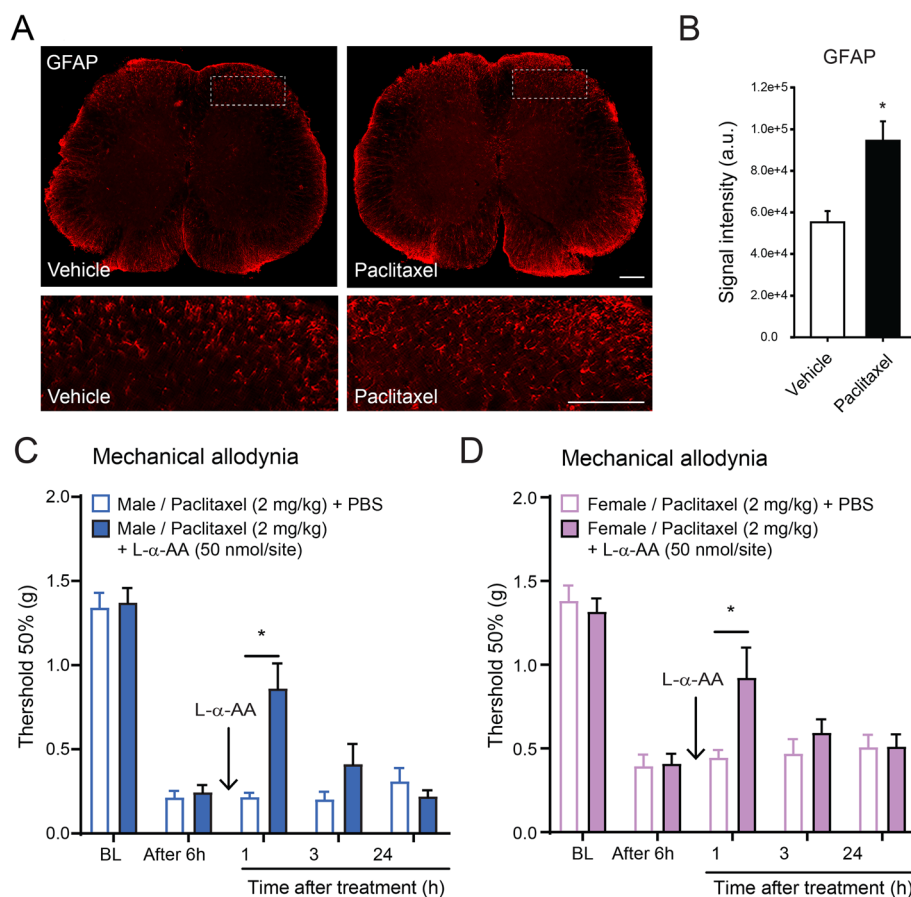 A
GFAP
Vehicle
Paclitaxel
Vehicle
Paclitaxel
B
GFAP
Signal intensity (a.u.)
1.2e+5
1.0e+5
8.0e+4
6.0e+4
4.0e+4
2.0e+4
0.0
*
Vehicle
Paclitaxel
C
Mechanical allodynia
Male / Paclitaxel (2 mg/kg) + PBS
Male / Paclitaxel (2 mg/kg)
+ L-α-AA (50 nmol/site)
Thershold 50% (g)
2.0
1.5
1.0
0.5
0.0
*
L-α-AA
BL
After 6h
1
3
24
Time after treatment (h)
D
Mechanical allodynia
Female / Paclitaxel (2 mg/kg) + PBS
Female / Paclitaxel (2 mg/kg)
+ L-α-AA (50 nmol/site)
Thershold 50% (g)
2.0
1.5
1.0
0.5
0.0
*
L-α-AA
BL
After 6h
1
3
24
Time after treatment (h)